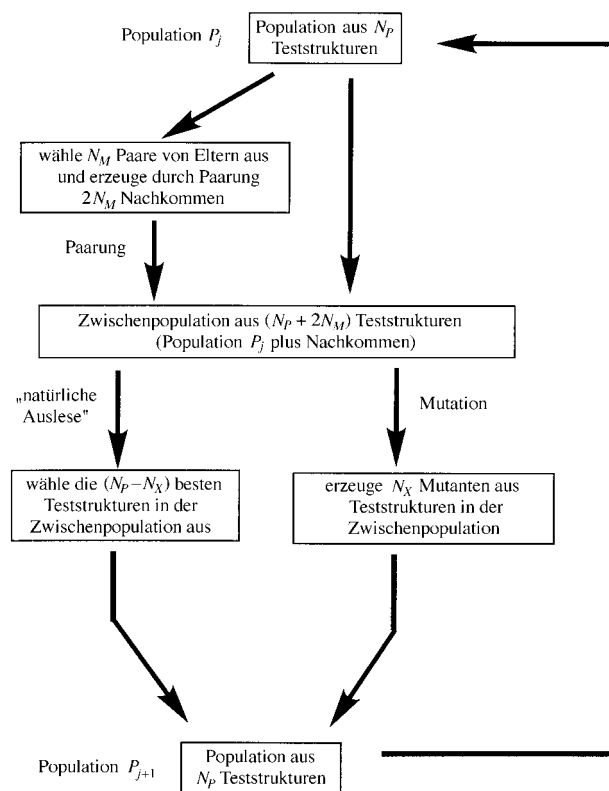 Population P_j
Population aus N_P
Teststrukturen
wähle N_M Paare von Eltern aus
und erzeuge durch Paarung
2N_M Nachkommen
Paarung
Zwischenpopulation aus (N_P + 2N_M) Teststrukturen
(Population P_j plus Nachkommen)
„natürliche
Auslese"
Mutation
wähle die (N_P−N_X) besten
Teststrukturen in der
Zwischenpopulation aus
erzeuge N_X Mutanten aus
Teststrukturen in der
Zwischenpopulation
Population P_{j+1}
Population aus
N_P Teststrukturen